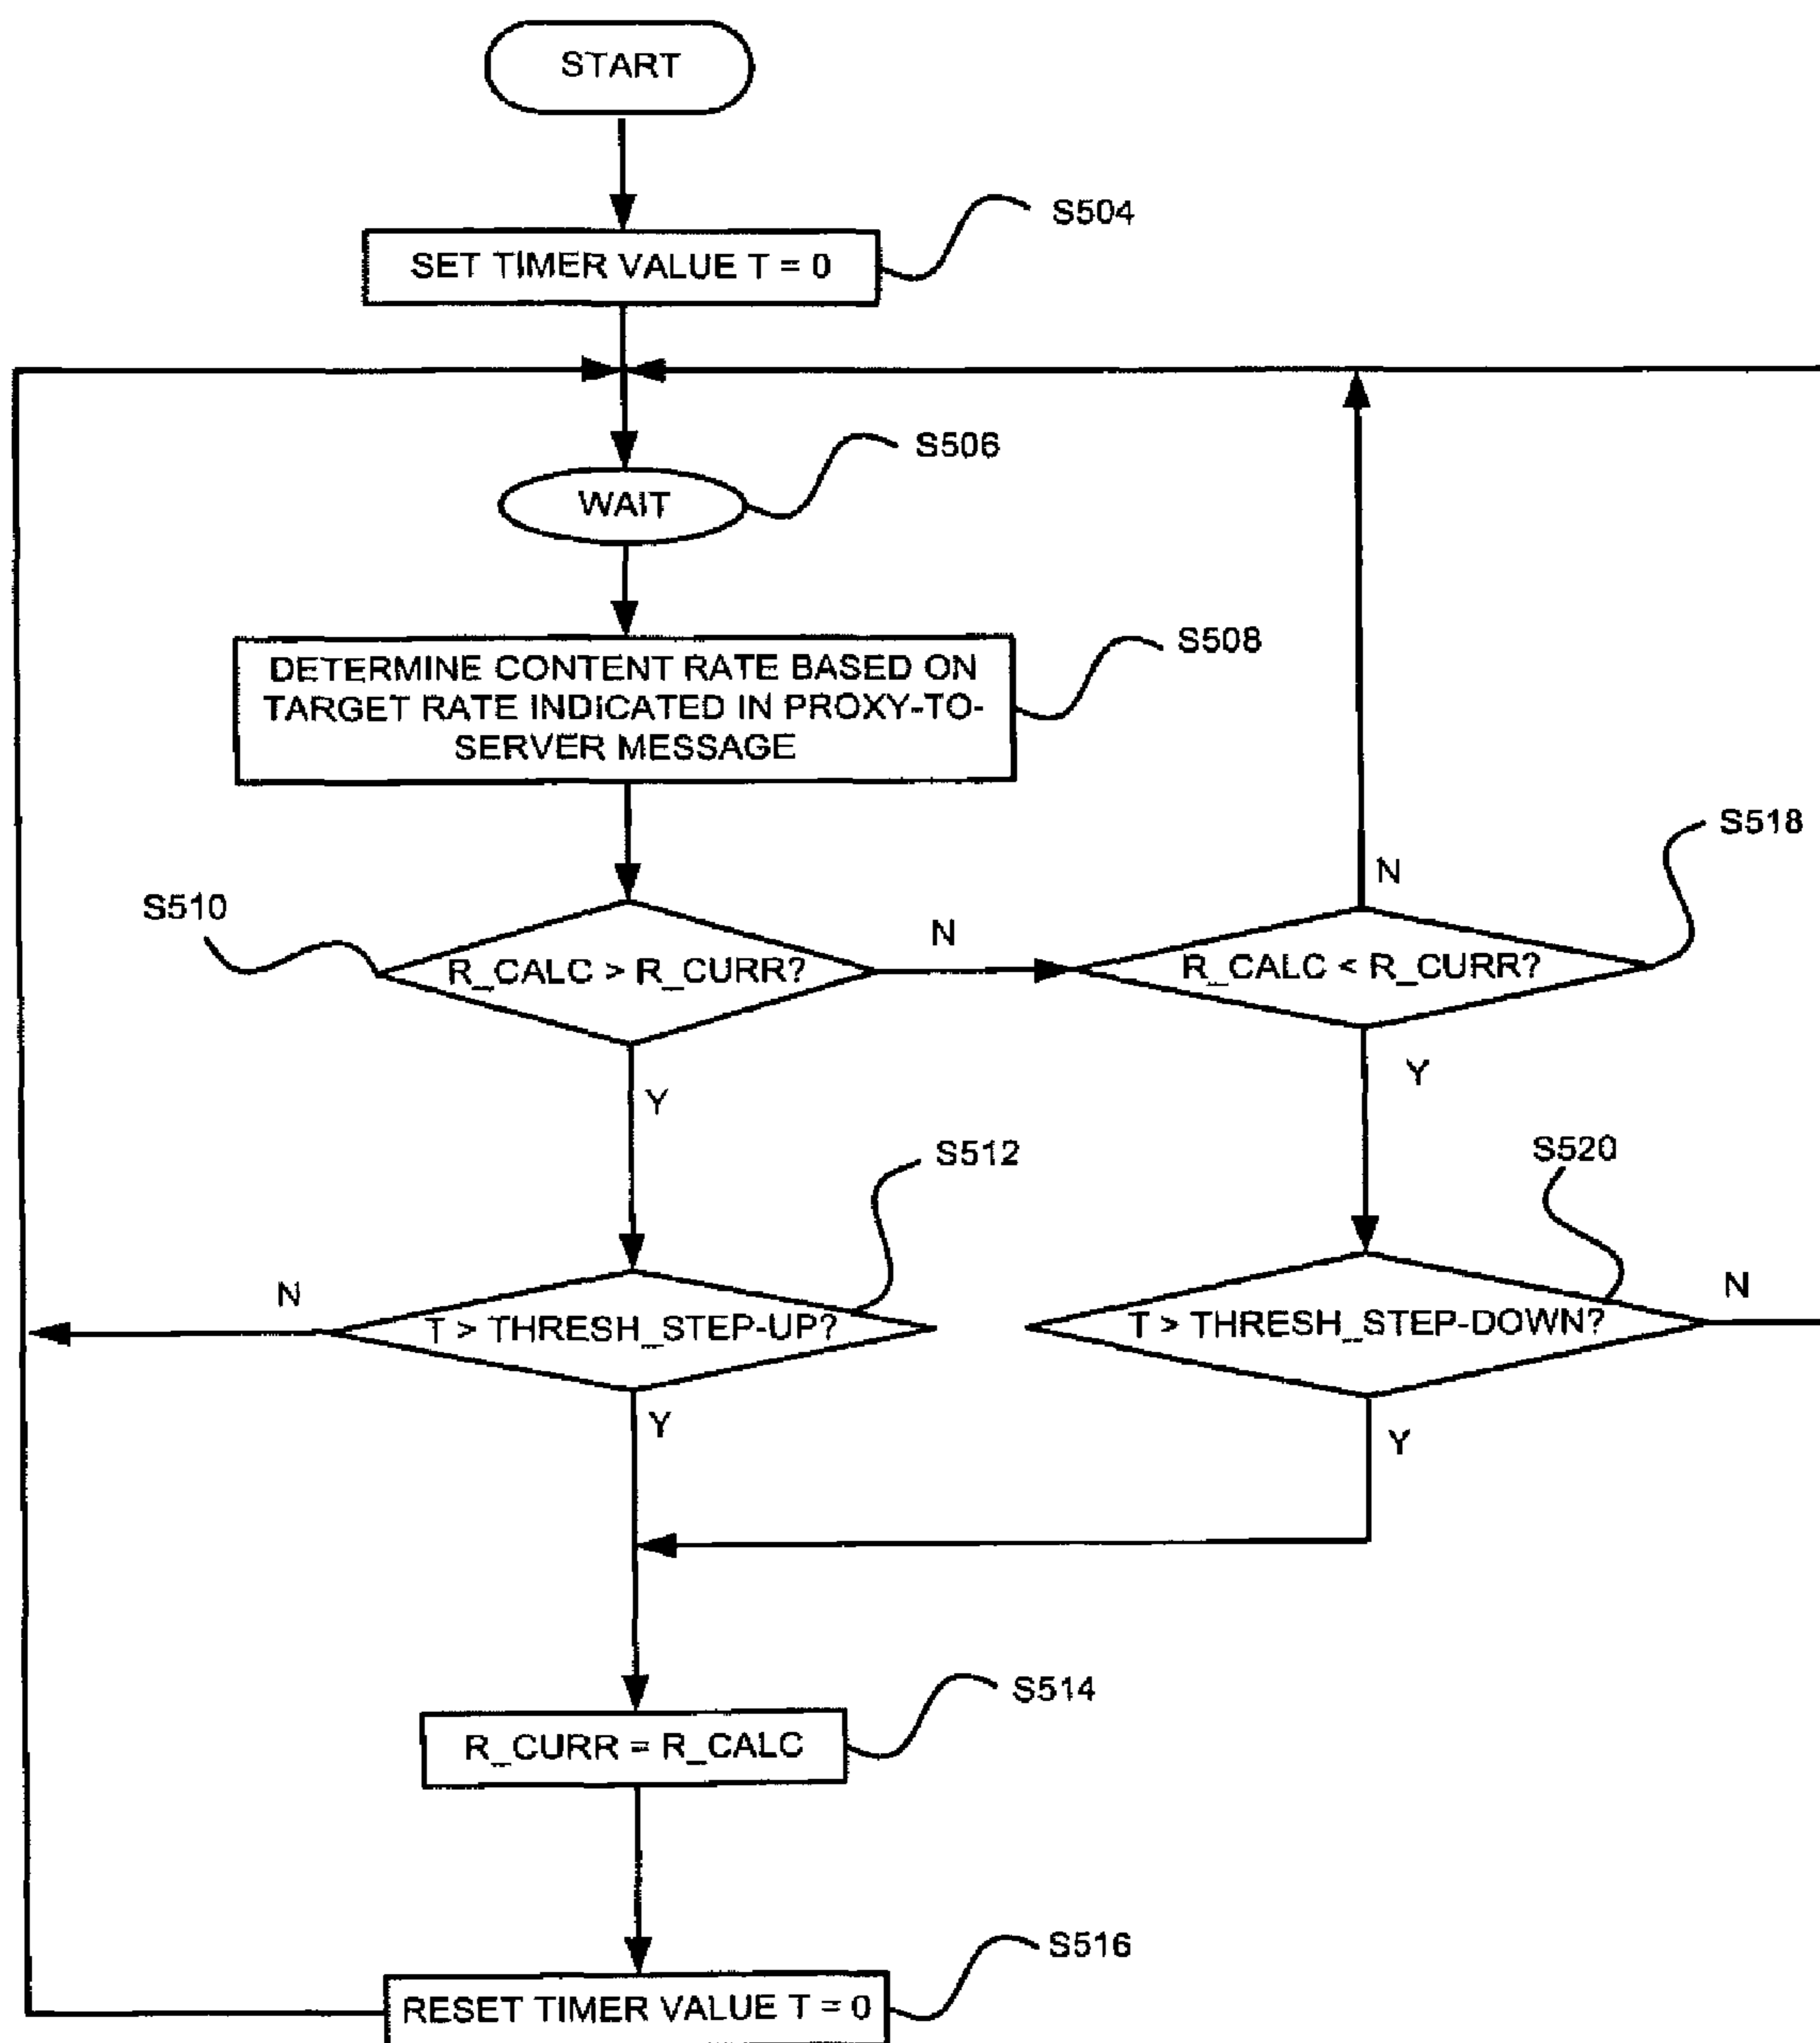 START
S504
SET TIMER VALUE T = 0
S506
WAIT
S508
DETERMINE CONTENT RATE BASED ON
TARGET RATE INDICATED IN PROXY-TO-
SERVER MESSAGE
S518
N
S510
N
R_CALC > R_CURR?
R_CALC < R_CURR?
Y
Y
S512
S520
N
N
T > THRESH_STEP-UP?
T > THRESH_STEP-DOWN?
Y
Y
S514
R_CURR = R_CALC
S516
RESET TIMER VALUE T = 0